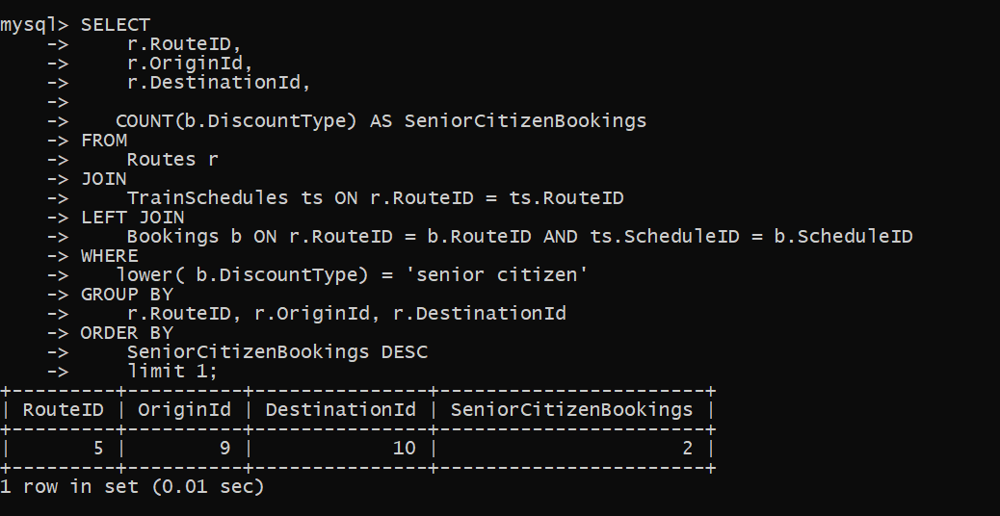 mysql> SELECT
    ->     r.RouteID,
    ->     r.OriginId,
    ->     r.DestinationId,
    ->
    ->    COUNT(b.DiscountType) AS SeniorCitizenBookings
    -> FROM
    ->     Routes r
    -> JOIN
    ->     TrainSchedules ts ON r.RouteID = ts.RouteID
    -> LEFT JOIN
    ->     Bookings b ON r.RouteID = b.RouteID AND ts.ScheduleID = b.ScheduleID
    -> WHERE
    ->    lower( b.DiscountType) = 'senior citizen'
    -> GROUP BY
    ->     r.RouteID, r.OriginId, r.DestinationId
    -> ORDER BY
    ->     SeniorCitizenBookings DESC
    ->     limit 1;
+---------+----------+---------------+-----------------------+
| RouteID | OriginId | DestinationId | SeniorCitizenBookings |
+---------+----------+---------------+-----------------------+
|       5 |        9 |            10 |                     2 |
+---------+----------+---------------+-----------------------+
1 row in set (0.01 sec)